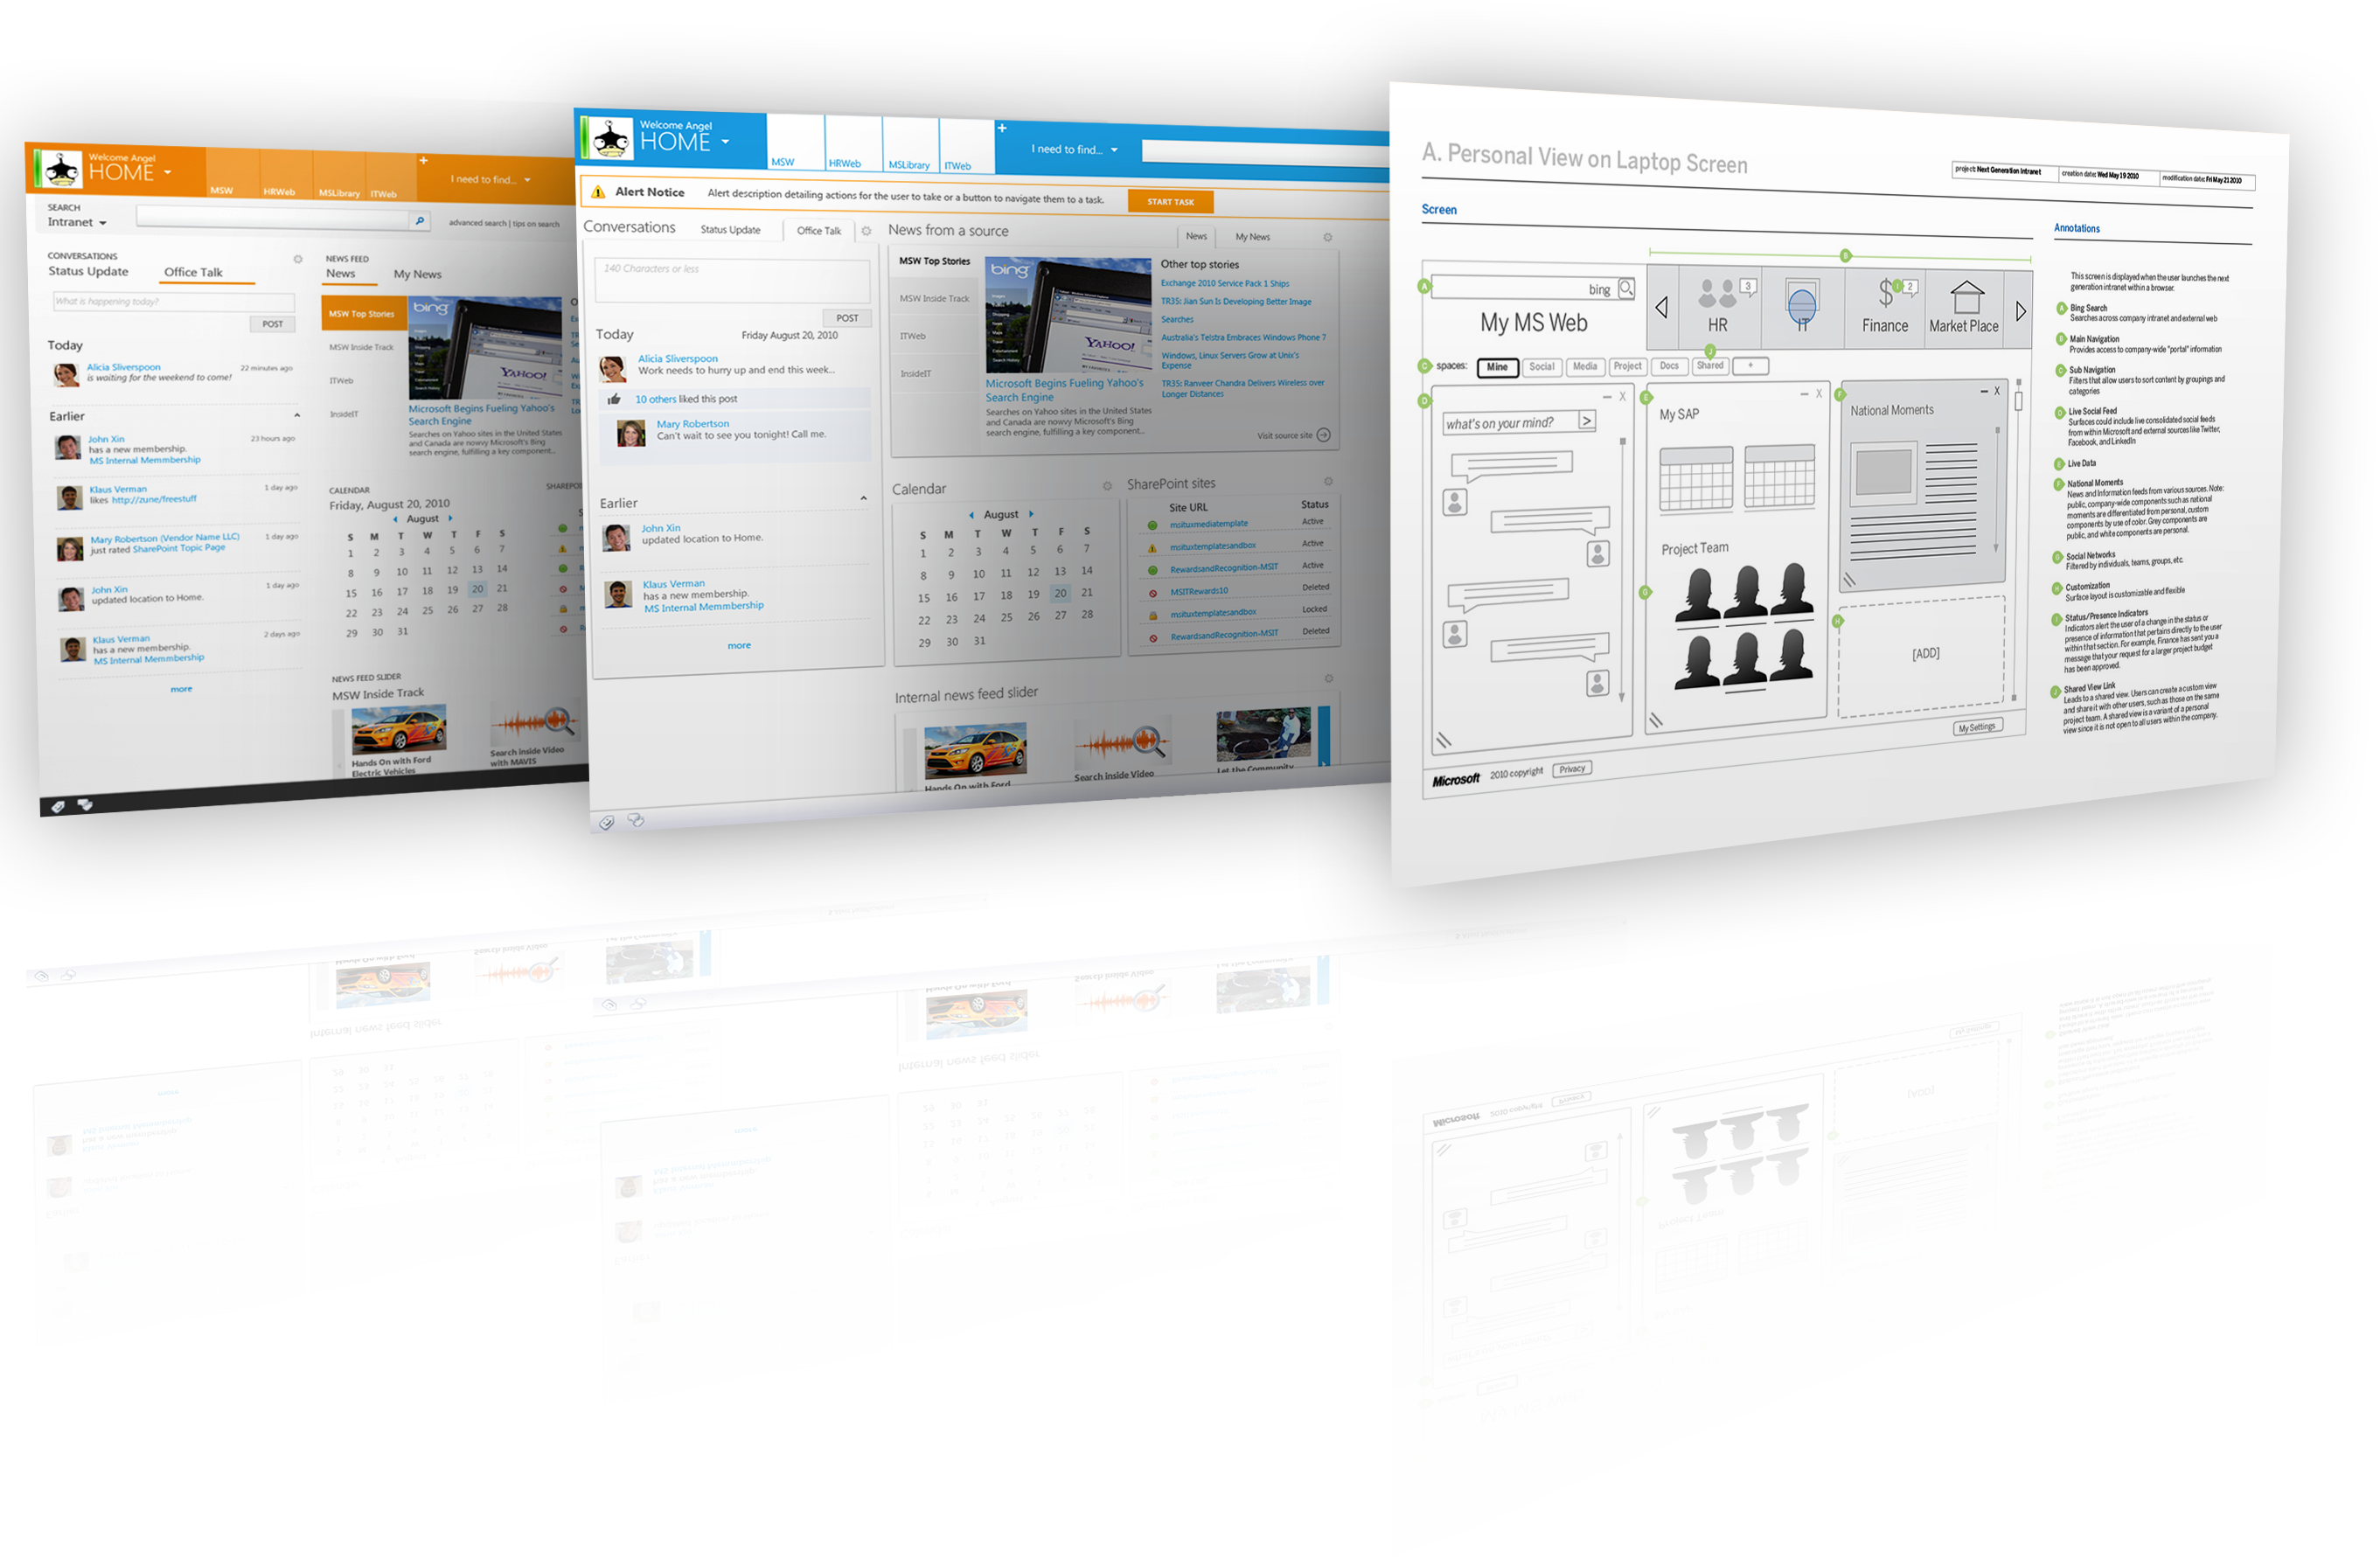 Welcome Angel
HOME
MSW
HRWeb
MSLibrary
ITWeb
+
I need to find...
SEARCH
Intranet
advanced search | tips on search
CONVERSATIONS
Status Update
Office Talk
What is happening today?
POST
Today
Alicia Sliverspoon
22 minutes ago
is waiting for the weekend to come!
Earlier
John Xin
23 hours ago
has a new membership.
MS Internal Memmbership
Klaus Verman
1 day ago
likes http://zune/freestuff
Mary Robertson (Vendor Name LLC)
1 day ago
just rated SharePoint Topic Page
John Xin
1 day ago
updated location to Home.
Klaus Verman
2 days ago
has a new membership.
MS Internal Memmbership
more
NEWS FEED
News
My News
MSW Top Stories
MSW Inside Track
ITWeb
InsideIT
bing
YAHOO!
Microsoft Begins Fueling Yahoo's
Search Engine
Searches on Yahoo sites in the United States
and Canada are nowvy Microsoft's Bing
search engine, fulfilling a key component...
CALENDAR
Friday, August 20, 2010
August
S M T W T F S
1 2 3 4 5 6 7
8 9 10 11 12 13 14
15 16 17 18 19 20 21
22 23 24 25 26 27 28
29 30 31
NEWS FEED SLIDER
MSW Inside Track
Hands On with Ford
Electric Vehicles
Search Inside Video
with MAVIS
Welcome Angel
HOME
MSW
HRWeb
MSLibrary
ITWeb
+
I need to find...
Alert Notice
Alert description detailing actions for the user to take or a button to navigate them to a task.
START TASK
Conversations
Status Update
Office Talk
140 Characters or less
POST
Today
Friday August 20, 2010
Alicia Sliverspoon
Work needs to hurry up and end this week...
10 others liked this post
Mary Robertson
Can't wait to see you tonight! Call me.
Earlier
John Xin
updated location to Home.
Klaus Verman
has a new membership.
MS Internal Memmbership
more
News from a source
News
My News
MSW Top Stories
MSW Inside Track
ITWeb
InsideIT
bing
YAHOO!
Microsoft Begins Fueling Yahoo's
Search Engine
Searches on Yahoo sites in the United States
and Canada are nowvy Microsoft's Bing
search engine, fulfilling a key component...
Other top stories
Exchange 2010 Service Pack 1 Ships
TR35: Jian Sun Is Developing Better Image
Searches
Australia's Telstra Embraces Windows Phone 7
Windows, Linux Servers Grow at Unix's
Expense
TR35: Ranveer Chandra Delivers Wireless over
Longer Distances
Visit source site
Calendar
August
S M T W T F S
1 2 3 4 5 6 7
8 9 10 11 12 13 14
15 16 17 18 19 20 21
22 23 24 25 26 27 28
29 30 31
SharePoint sites
Site URL
Status
msituxmediatemplate
Active
msituxtemplatesandbox
Active
RewardsandRecognition-MSIT
Active
MSITRewards10
Deleted
msituxtemplatesandbox
Locked
RewardsandRecognition-MSIT
Deleted
Internal news feed slider
Hands On with Ford
Search Inside Video
Let the Community
A. Personal View on Laptop Screen
project: Next Generation Intranet
creation date: Wed May 19 2010
modification date: Fri May 21 2010
Screen
B
A
bing
My MS Web
HR
3
IT
Finance
I
2
Market Place
J
C
spaces:
Mine
Social
Media
Project
Docs
Shared
+
D
– X
what's on your mind?
>
E
– X
My SAP
Project Team
G
F
– X
National Moments
H
[ADD]
My Settings
Microsoft
2010 copyright
Privacy
Annotations
This screen is displayed when the user launches the next
generation intranet within a browser.
A Bing Search
Searches across company intranet and external web
B Main Navigation
Provides access to company-wide "portal" information
C Sub Navigation
Filters that allow users to sort content by groupings and
categories
D Live Social Feed
Surfaces could include live consolidated social feeds
from within Microsoft and external sources like Twitter,
Facebook, and LinkedIn
E Live Data
F National Moments
News and Information feeds from various sources. Note:
public, company-wide components such as national
moments are differentiated from personal, custom
components by use of color. Grey components are
public, and white components are personal.
G Social Networks
Filtered by individuals, teams, groups, etc.
H Customization
Surface layout is customizable and flexible
I Status/Presence Indicators
Indicators alert the user of a change in the status or
presence of information that pertains directly to the user
within that section. For example, Finance has sent you a
message that your request for a larger project budget
has been approved.
J Shared View Link
Leads to a shared view. Users can create a custom view
and share it with other users, such as those on the same
project team. A shared view is a variant of a personal
view since it is not open to all users within the company.